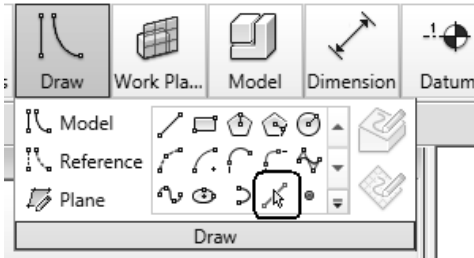 Draw Work Pla... Model Dimension Datum
Model
Reference
Plane
Draw